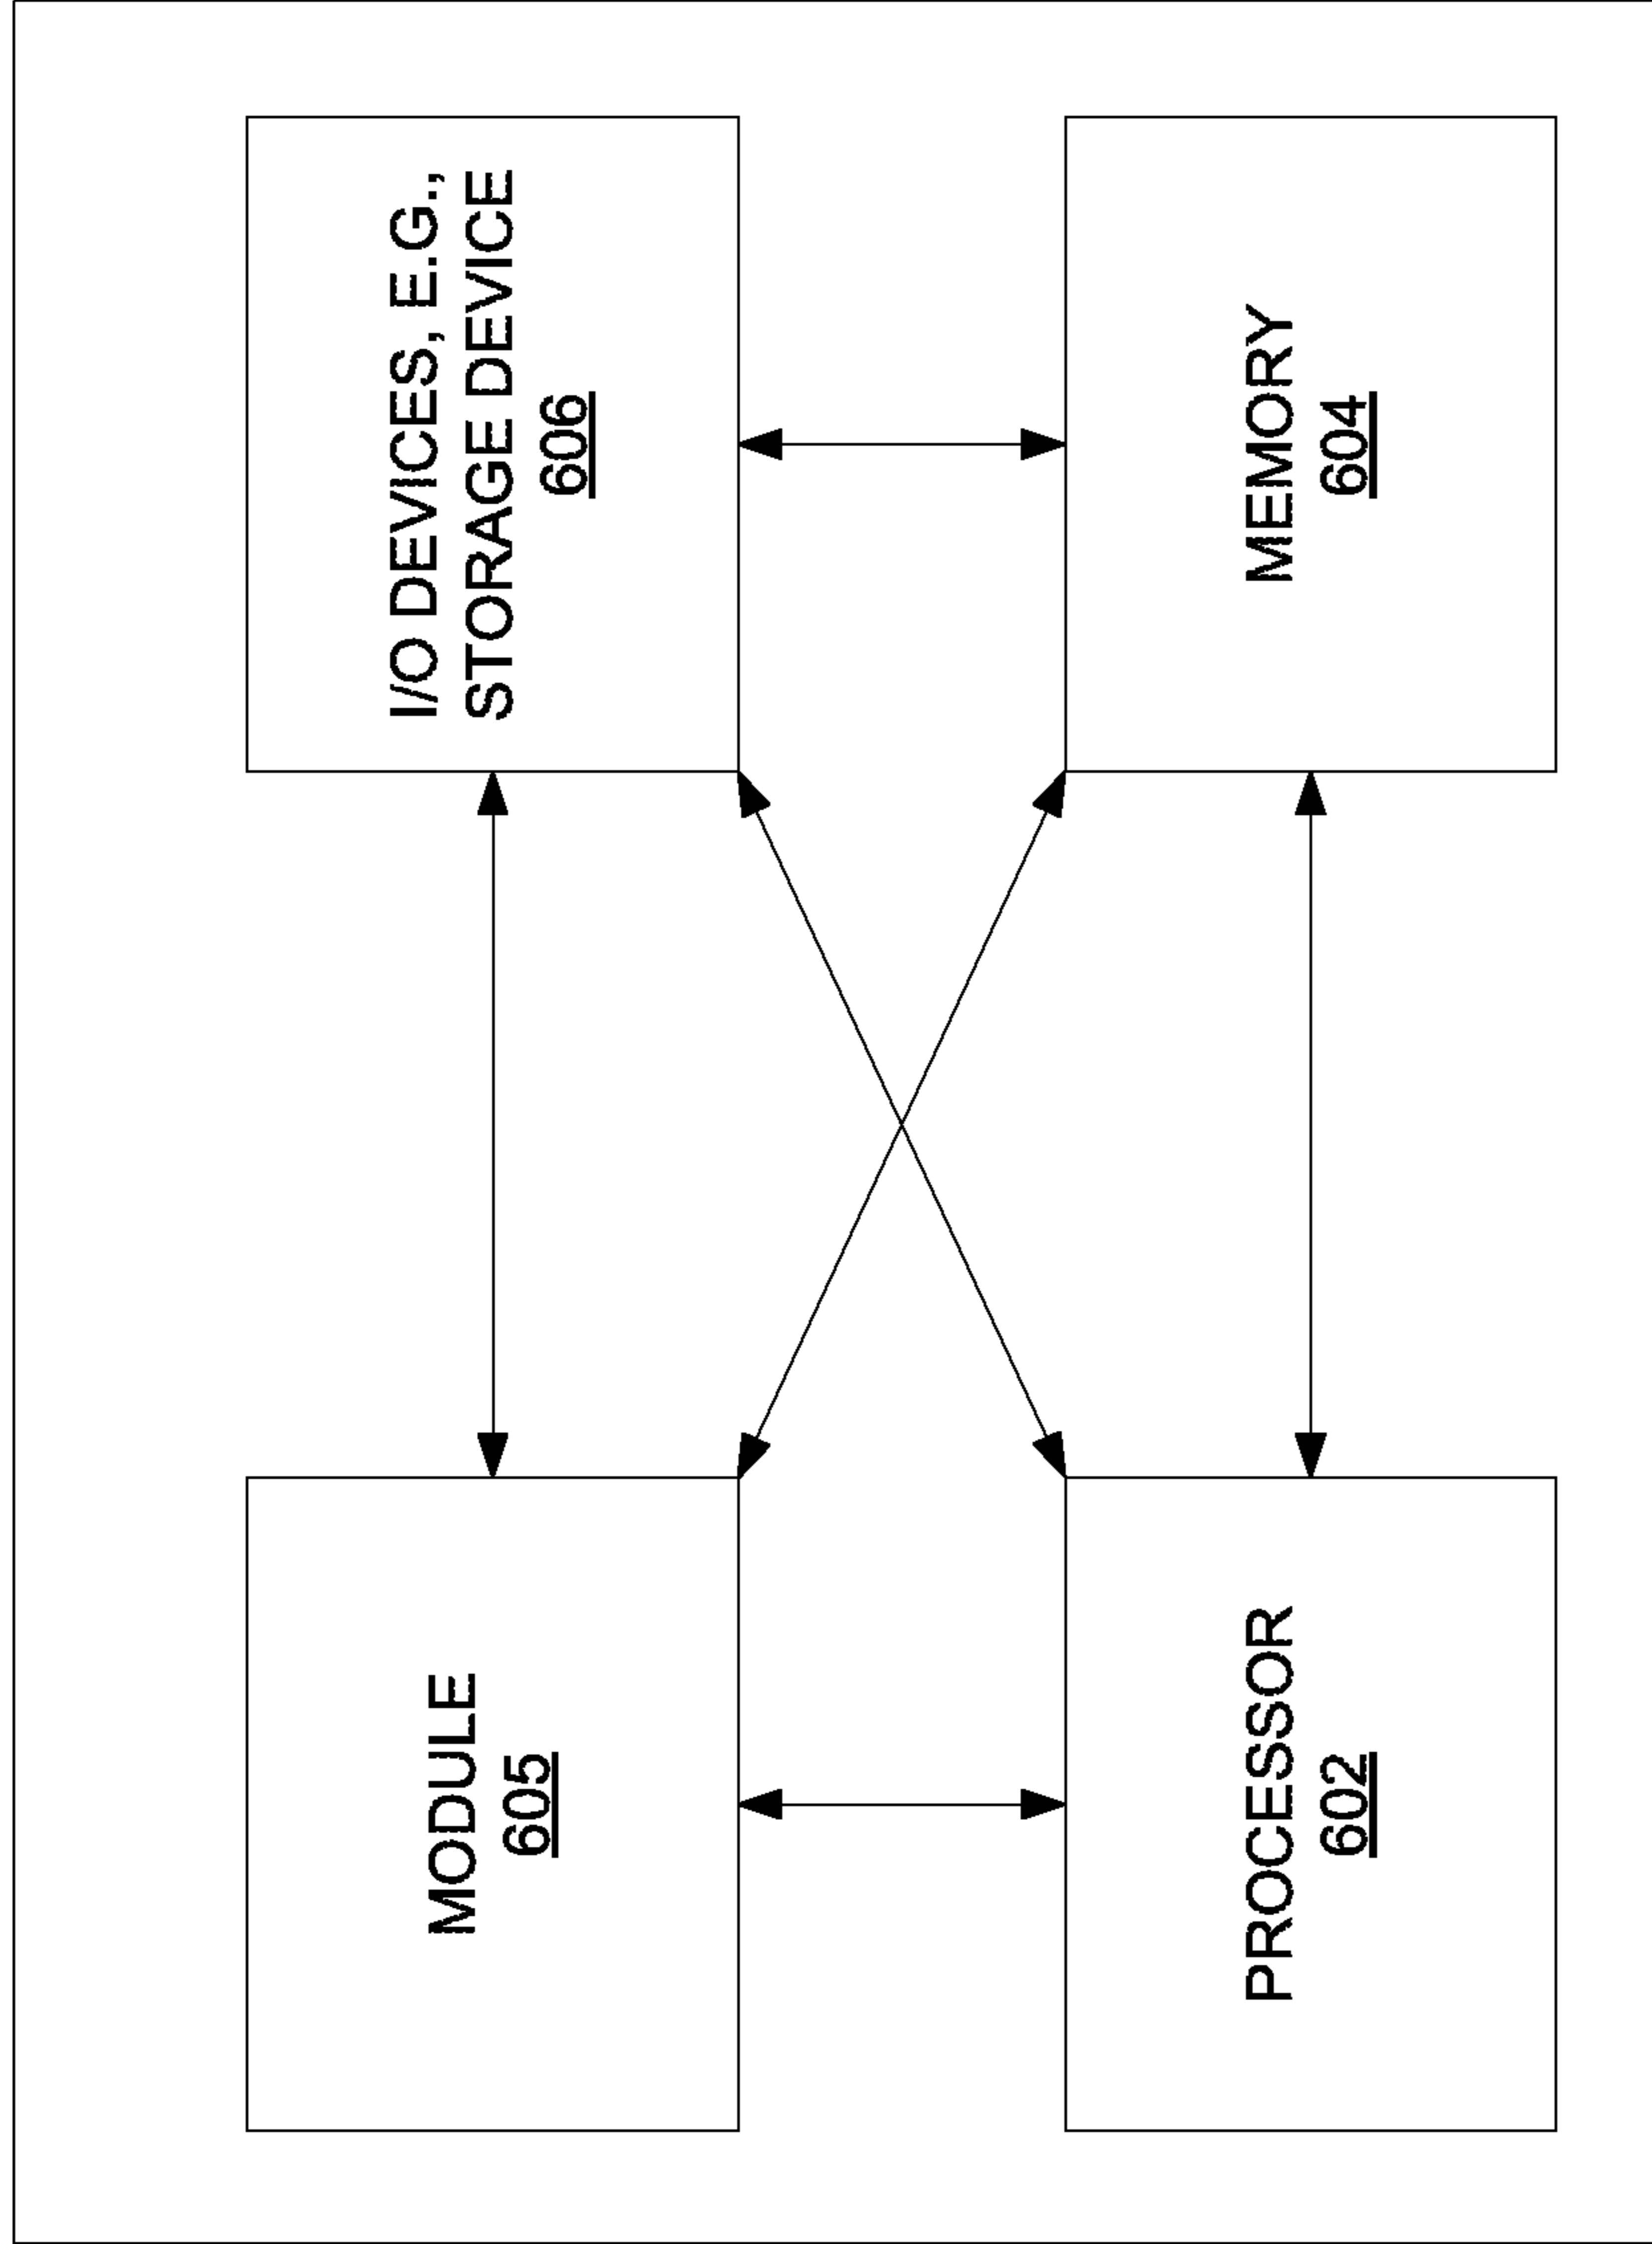 MODULE
605
I/O DEVICES, E.G.,
STORAGE DEVICE
606
PROCESSOR
602
MEMORY
604